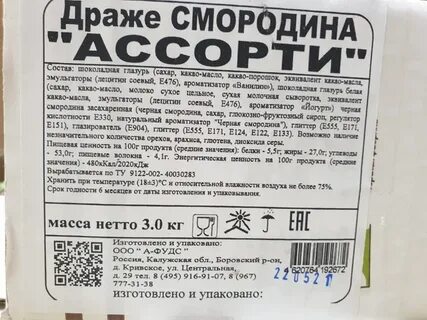 Драже СМОРОДИНА
"АССОРТИ"
Состав: шоколадная глазурь (сахар, какао-масло, какао-порошок, эквивалент какао-масла,
эмульгаторы (лецитин соевый, Е476), ароматизатор «Ванилин»), шоколадная глазурь белая
(сахар, какао-масло, молоко сухое цельное, сухая молочная сыворотка, эквивалент
какао-масла, эмульгаторы (лецитин соевый, Е476), ароматизатор «Йогурт») черная
смородина засахаренная (черная смородина, сахар, глюкозно-фруктозный сироп, регулятор
кислотности Е330, натуральный ароматизатор "Черная смородина"), глиттер (Е555, Е171,
Е151), глазирователь (Е904), глиттер (Е555, Е171, Е124, Е122, Е133). Возможно наличие
незначительного количества орехов, арахиса, глютена, диоксида серы.
Пищевая ценность на 100г продукта (средние значения): белки - 5,5г; жиры - 27,0г; углеводы
- 53,0г; пищевые волокна - 4,1г. Энергетическая ценность на 100г продукта (средние
значения) - 480кКал/2020кДж
Вырабатывается по ТУ 9122-002- 40030283
Хранить при температуре (18±3)°С и относительной влажности воздуха не более 75%.
Срок годности 6 месяцев от даты изготовления и упаковывания
масса нетто 3.0 кг
ЕАС
Изготовлено и упаковано:
ООО " А-ФУДС "
Россия, Калужская обл., Боровский р-он,
д. Кривское, ул. Центральная,
д. 29 тел. 8 (495) 916-91-07, 8 (967)
777-31-38
изготовлено/упаковано:
4 620764 192672
220521